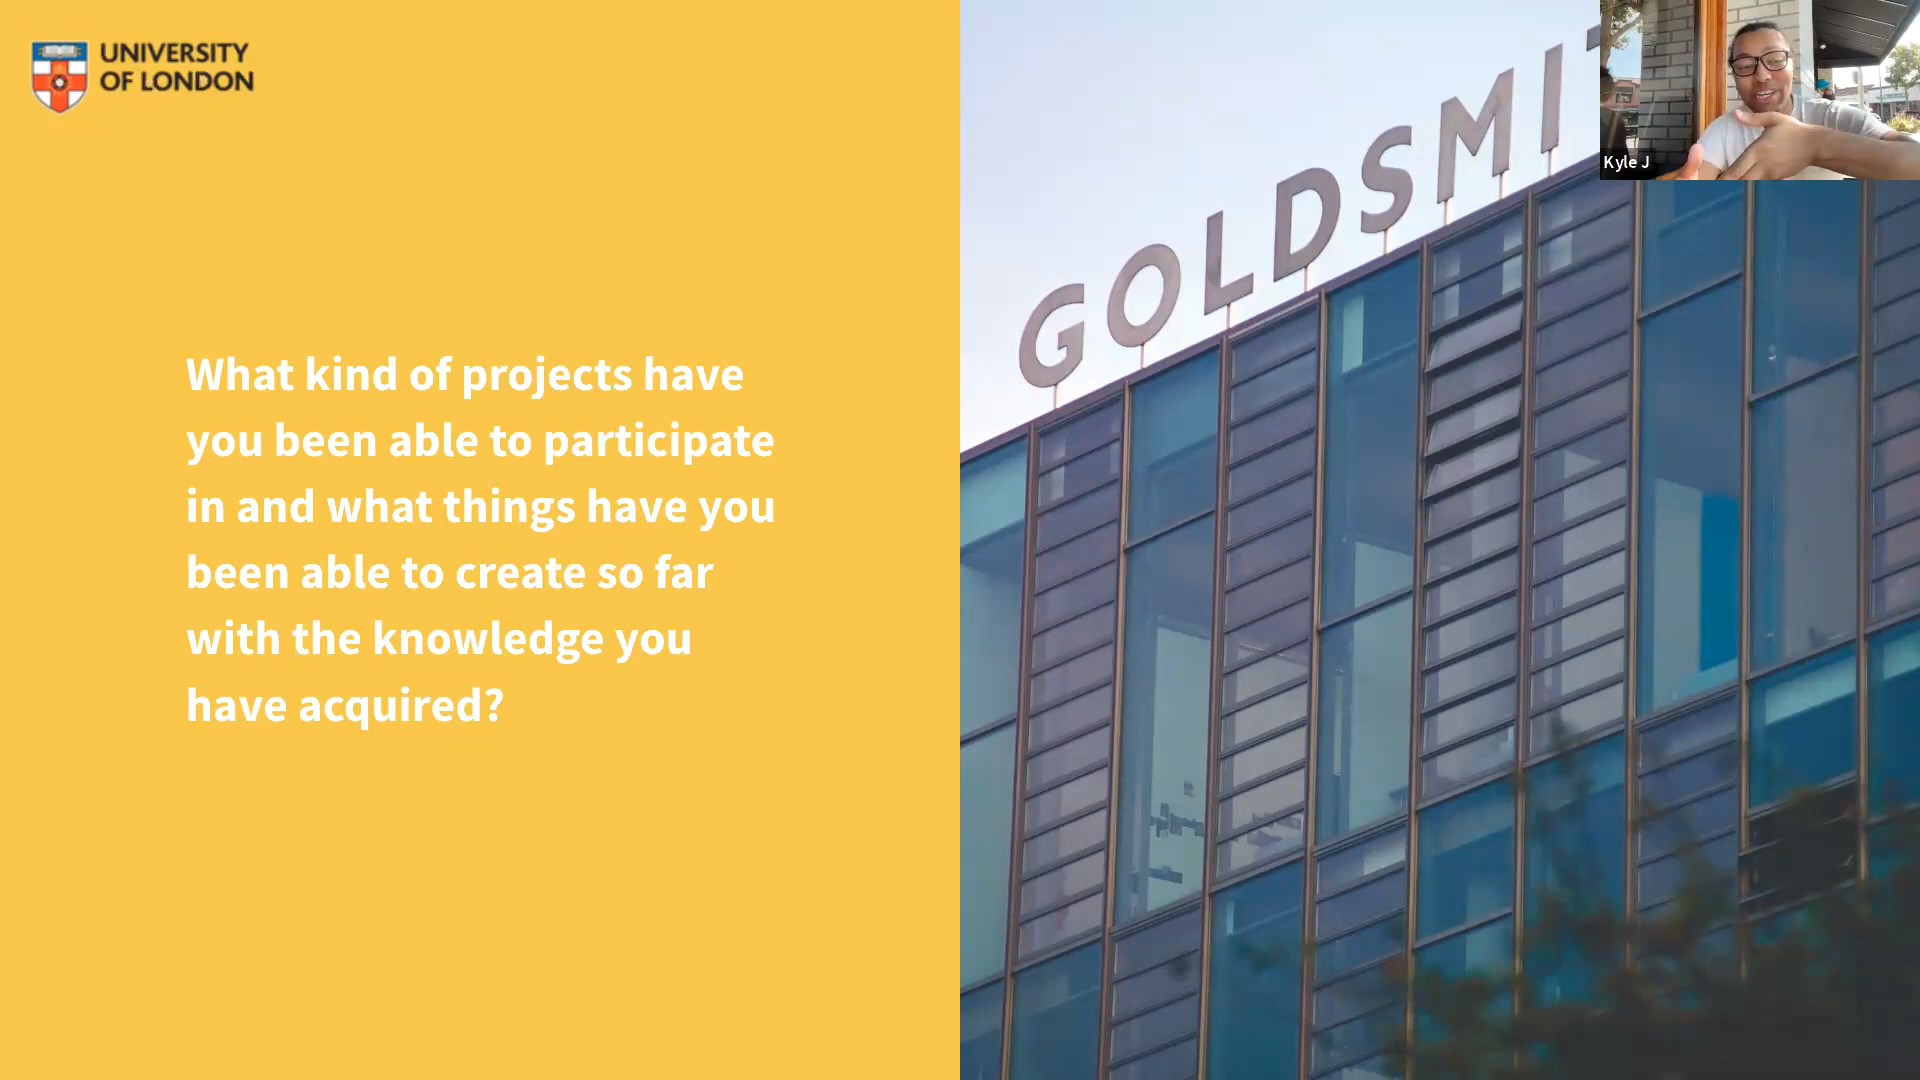 UNIVERSITY
OF LONDON
What kind of projects have
you been able to participate
in and what things have you
been able to create so far
with the knowledge you
have acquired?
GOLDSMI
Kyle J